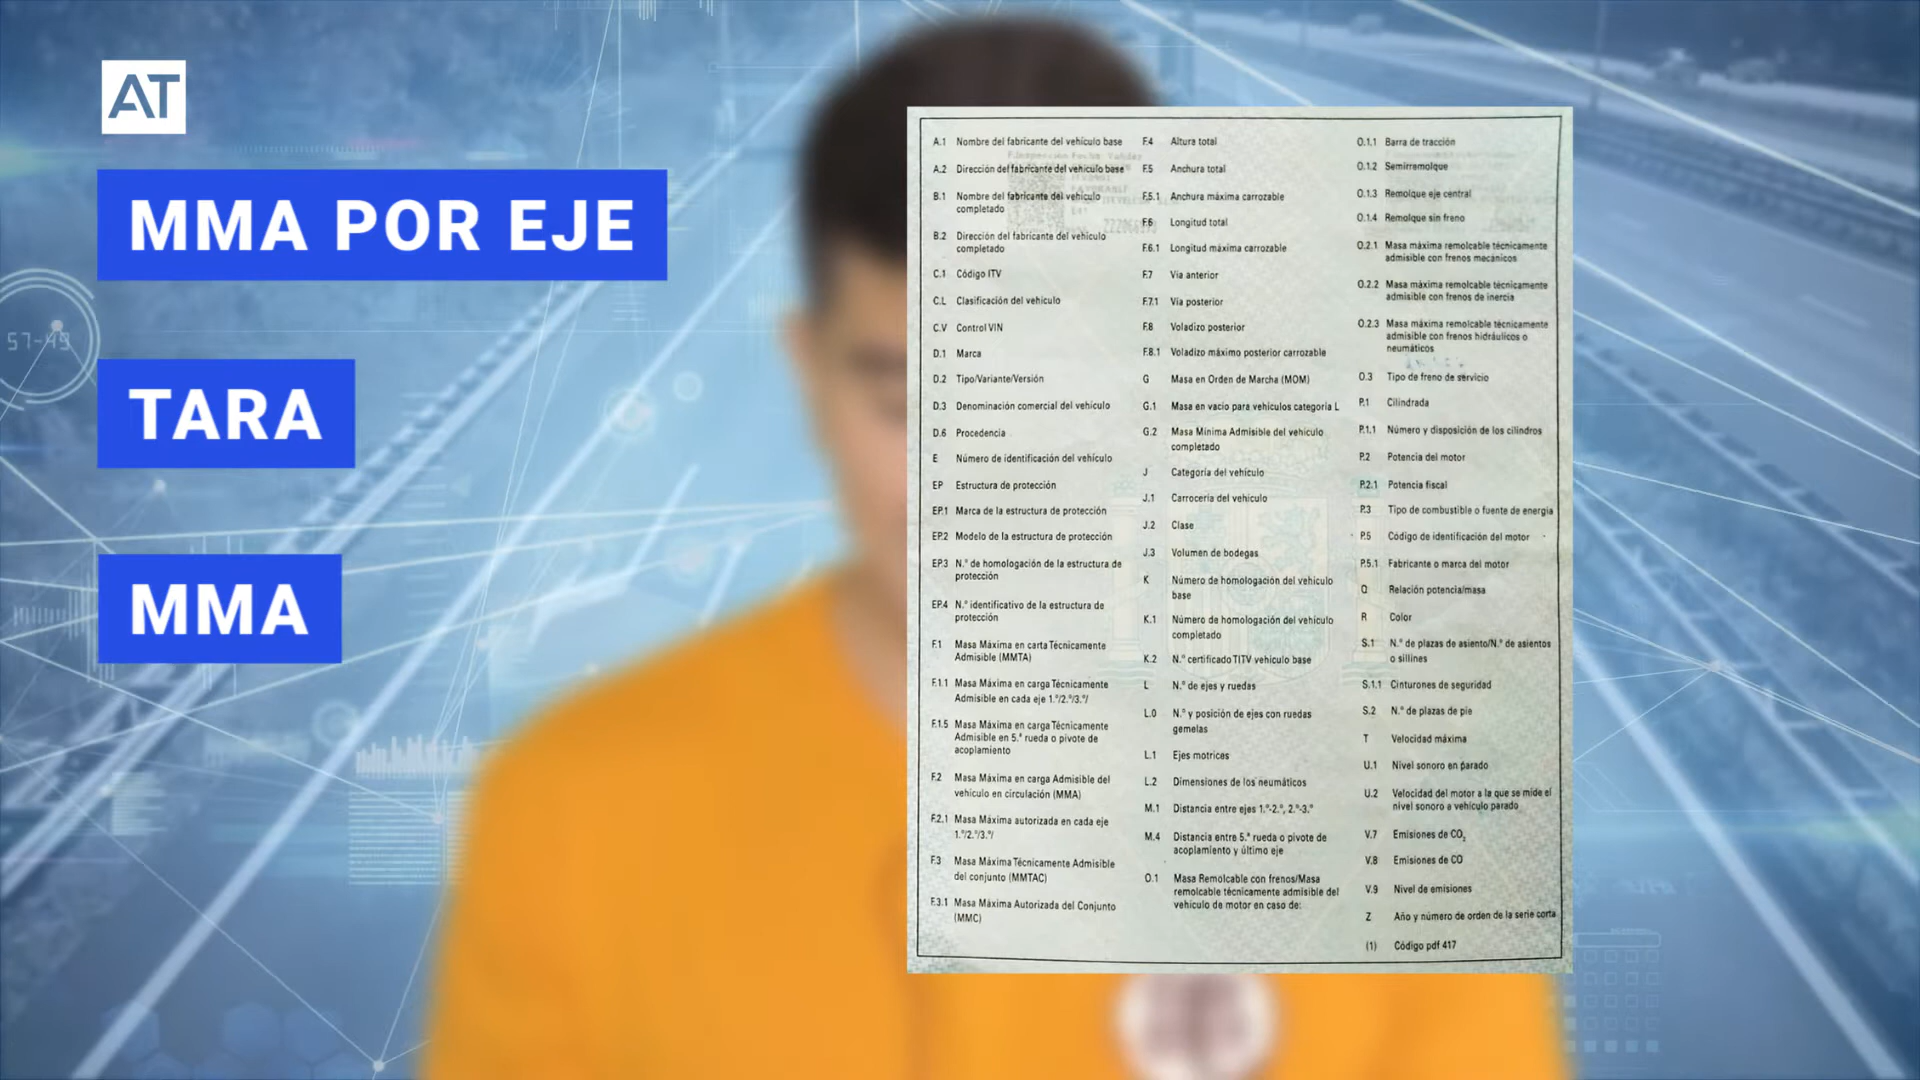 AT
MMA POR EJE
TARA
MMA
57-49
A.1 Nombre del fabricante del vehículo base
A.2 Dirección del fabricante del vehículo base
B.1 Nombre del fabricante del vehículo
completado
B.2 Dirección del fabricante del vehículo
completado
C.1 Código ITV
C.L Clasificación del vehículo
C.V Control VIN
D.1 Marca
D.2 Tipo/Variante/Versión
D.3 Denominación comercial del vehículo
D.6 Procedencia
E Número de identificación del vehículo
EP Estructura de protección
EP.1 Marca de la estructura de protección
EP.2 Modelo de la estructura de protección
EP.3 N.º de homologación de la estructura de
protección
EP.4 N.º identificativo de la estructura de
protección
F.1 Masa Máxima en carta Técnicamente
Admisible (MMTA)
F.1.1 Masa Máxima en carga Técnicamente
Admisible en cada eje 1.º/2.º/3.º/
F.1.5 Masa Máxima en carga Técnicamente
Admisible en 5.ª rueda o pivote de
acoplamiento
F.2 Masa Máxima en carga Admisible del
vehículo en circulación (MMA)
F.2.1 Masa Máxima autorizada en cada eje
1.º/2.º/3.º/
F.3 Masa Máxima Técnicamente Admisible
del conjunto (MMTAC)
F.3.1 Masa Máxima Autorizada del Conjunto
(MMC)
F.4 Altura total
F.5 Anchura total
F.5.1 Anchura máxima carrozable
F.6 Longitud total
F.6.1 Longitud máxima carrozable
F.7 Vía anterior
F.7.1 Vía posterior
F.8 Voladizo posterior
F.8.1 Voladizo máximo posterior carrozable
G Masa en Orden de Marcha (MOM)
G.1 Masa en vacio para vehículos categoría L
G.2 Masa Mínima Admisible del vehículo
completado
J Categoría del vehículo
J.1 Carrocería del vehículo
J.2 Clase
J.3 Volumen de bodegas
K Número de homologación del vehículo
base
K.1 Número de homologación del vehículo
completado
K.2 N.º certificado TITV vehículo base
L N.º de ejes y ruedas
L.0 N.º y posición de ejes con ruedas
gemelas
L.1 Ejes motrices
L.2 Dimensiones de los neumáticos
M.1 Distancia entre ejes 1.º-2.º, 2.º-3.º
M.4 Distancia entre 5.ª rueda o pivote de
acoplamiento y último eje
O.1 Masa Remolcable con frenos/Masa
remolcable técnicamente admisible del
vehículo de motor en caso de:
O.1.1 Barra de tracción
O.1.2 Semirremolque
O.1.3 Remolque eje central
O.1.4 Remolque sin freno
O.2.1 Masa máxima remolcable técnicamente
admisible con frenos mecánicos
O.2.2 Masa máxima remolcable técnicamente
admisible con frenos de inercia
O.2.3 Masa máxima remolcable técnicamente
admisible con frenos hidráulicos o
neumáticos
O.3 Tipo de freno de servicio
P.1 Cilindrada
P.1.1 Número y disposición de los cilindros
P.2 Potencia del motor
P.2.1 Potencia fiscal
P.3 Tipo de combustible o fuente de energía
P.5 Código de identificación del motor
P.5.1 Fabricante o marca del motor
Q Relación potencia/masa
R Color
S.1 N.º de plazas de asiento/N.º de asientos
o sillines
S.1.1 Cinturones de seguridad
S.2 N.º de plazas de pie
T Velocidad máxima
U.1 Nivel sonoro en parado
U.2 Velocidad del motor a la que se mide el
nivel sonoro a vehículo parado
V.7 Emisiones de CO₂
V.8 Emisiones de CO
V.9 Nivel de emisiones
Z Año y número de orden de la serie corta
(1) Código pdf 417